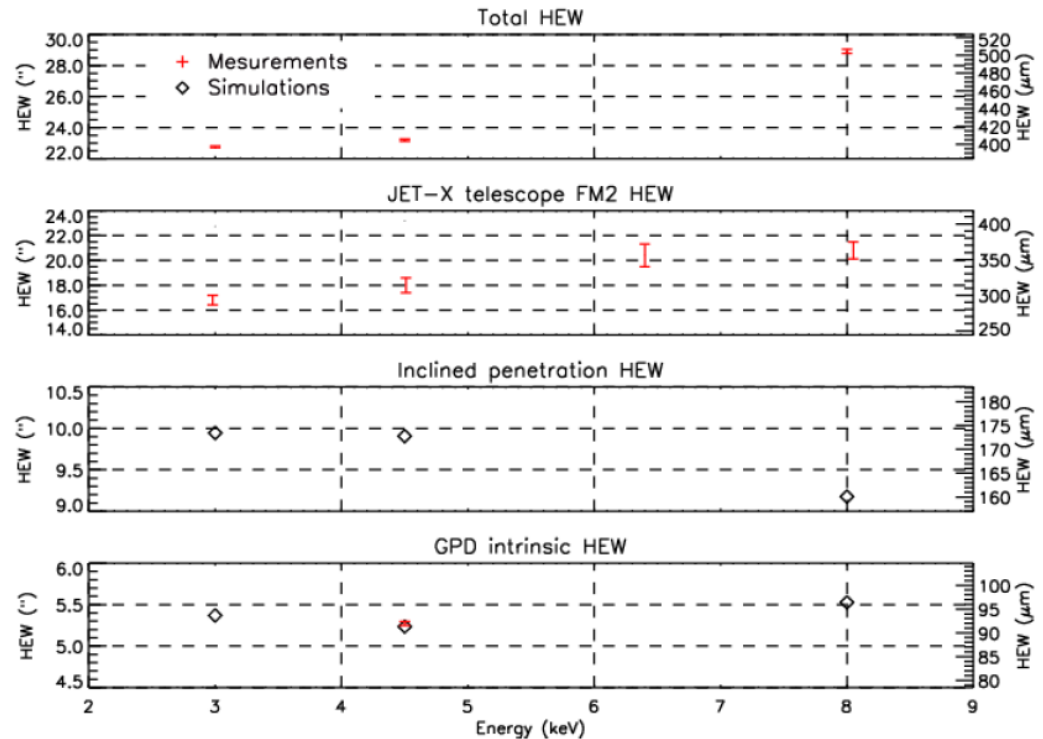 Total HEW
30.0
28.0
26.0
24.0
22.0
HEW (")
+ Mesurements
◇ Simulations
520
500
480
460
440
420
400
HEW (μm)
JET-X telescope FM2 HEW
24.0
22.0
20.0
18.0
16.0
14.0
HEW (")
400
350
300
250
HEW (μm)
Inclined penetration HEW
10.5
10.0
9.5
9.0
HEW (")
180
175
170
165
160
HEW (μm)
GPD intrinsic HEW
6.0
5.5
5.0
4.5
HEW (")
100
95
90
85
80
HEW (μm)
2 3 4 5 6 7 8 9
Energy (keV)